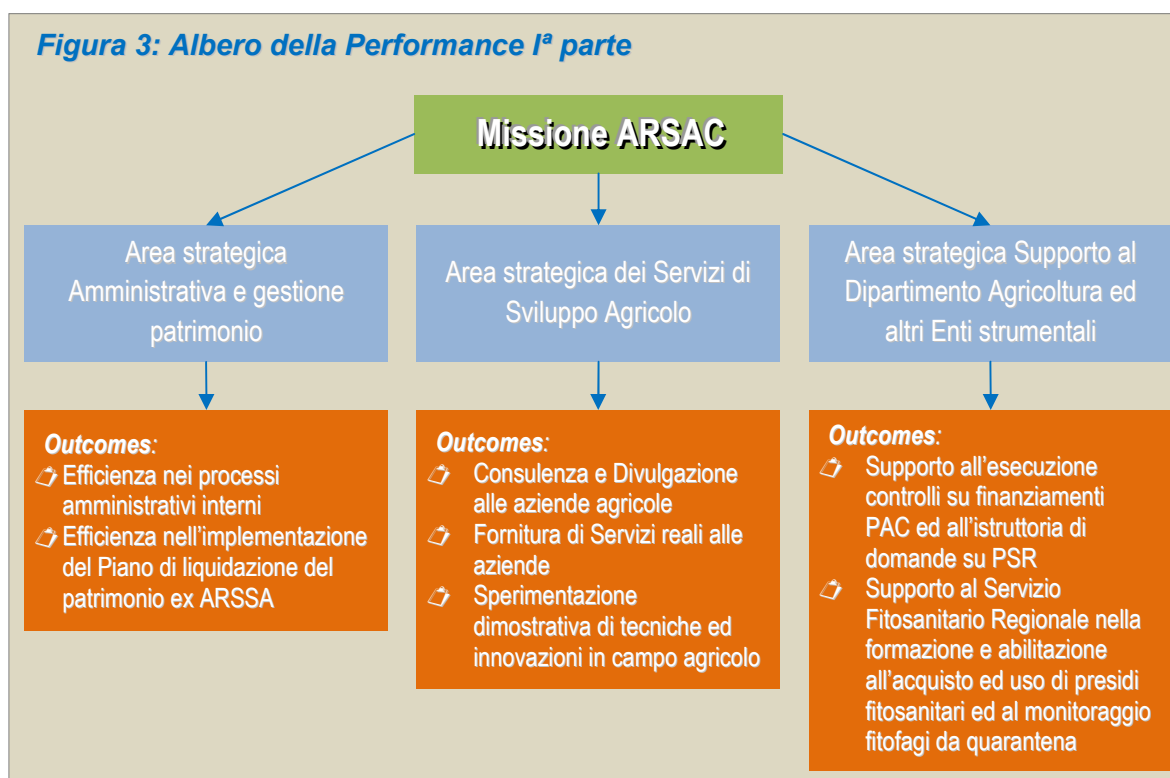 Figura 3: Albero della Performance Iª parte
Missione ARSAC
Area strategica
Amministrativa e gestione
patrimonio
Area strategica dei Servizi di
Sviluppo Agricolo
Area strategica Supporto al
Dipartimento Agricoltura ed
altri Enti strumentali
Outcomes:
Efficienza nei processi
amministrativi interni
Efficienza nell'implementazione
del Piano di liquidazione del
patrimonio ex ARSSA
Outcomes:
Consulenza e Divulgazione
alle aziende agricole
Fornitura di Servizi reali alle
aziende
Sperimentazione
dimostrativa di tecniche ed
innovazioni in campo agricolo
Outcomes:
Supporto all'esecuzione
controlli su finanziamenti
PAC ed all'istruttoria di
domande su PSR
Supporto al Servizio
Fitosanitario Regionale nella
formazione e abilitazione
all'acquisto ed uso di presidi
fitosanitari ed al monitoraggio
fitofagi da quarantena